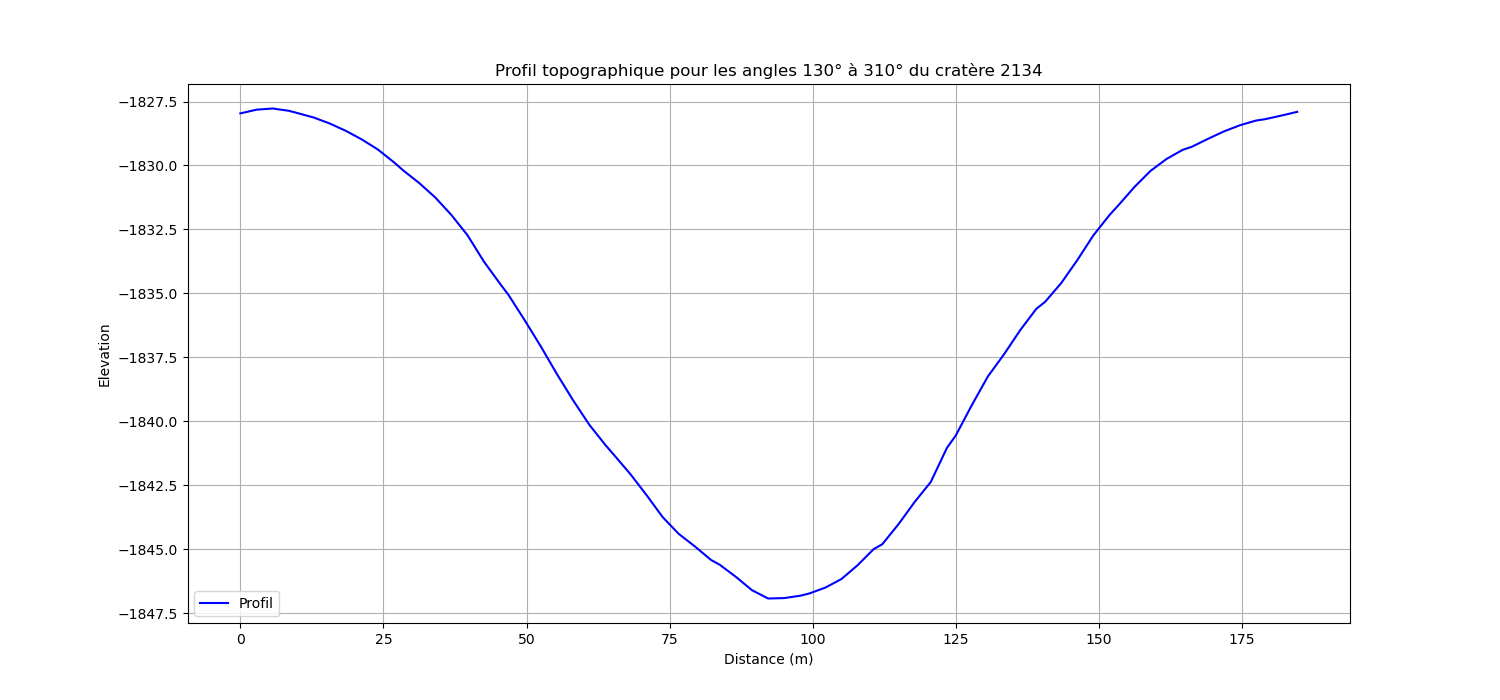 Profil topographique pour les angles 130° à 310° du cratère 2134
−1827.5
−1830.0
−1832.5
−1835.0
−1837.5
−1840.0
−1842.5
−1845.0
−1847.5
Elevation
Profil
0 25 50 75 100 125 150 175
Distance (m)